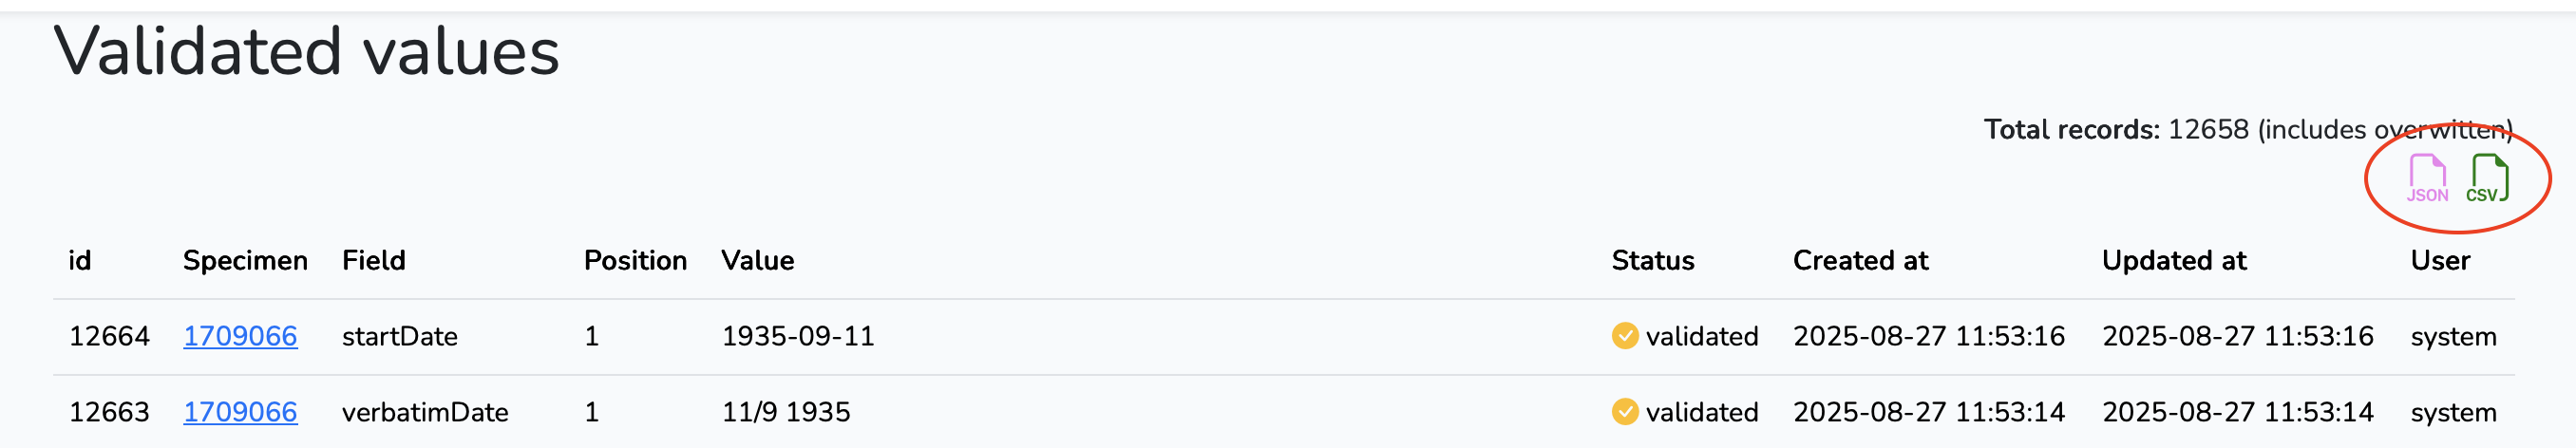 Validated values
Total records: 12658 (includes overwitten)
JSON CSV
id Specimen Field Position Value Status Created at Updated at User
12664 1709066 startDate 1 1935-09-11 validated 2025-08-27 11:53:16 2025-08-27 11:53:16 system
12663 1709066 verbatimDate 1 11/9 1935 validated 2025-08-27 11:53:14 2025-08-27 11:53:14 system